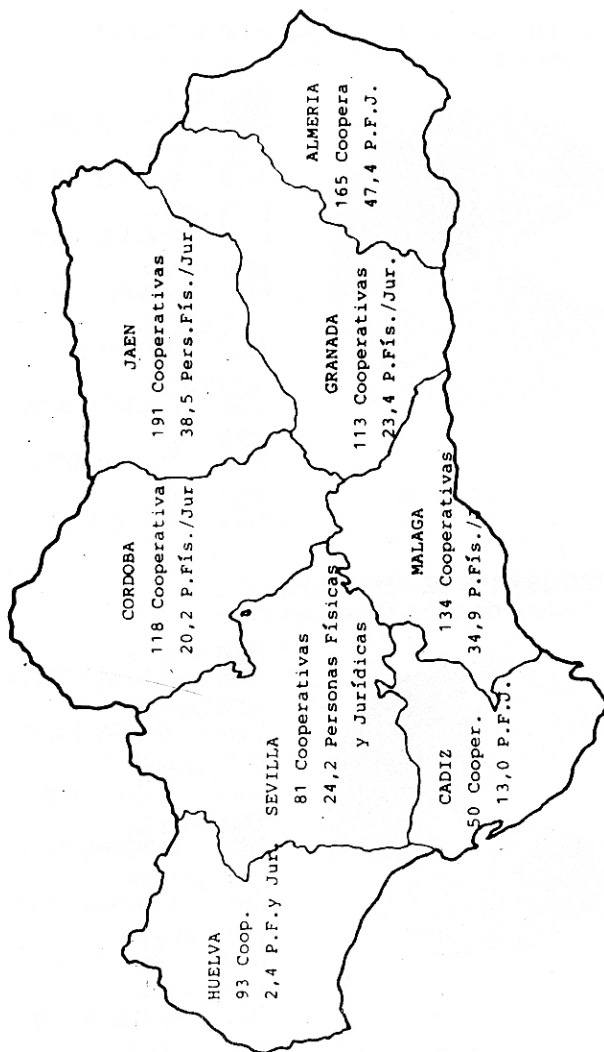 HUELVA
93 Coop.
2,4 P.F.y Jur.
SEVILLA
81 Cooperativas
24,2 Personas Físicas
y Jurídicas
CORDOBA
118 Cooperativa
20,2 P.Fís./Jur.
JAEN
191 Cooperativas
38,5 Pers.Fís./Jur.
CADIZ
50 Cooper.
13,0 P.F.J.
MALAGA
134 Cooperativas
34,9 P.Fís./J
GRANADA
113 Cooperativas
23,4 P.Fís./Jur.
ALMERIA
165 Coopera
47,4 P.F.J.